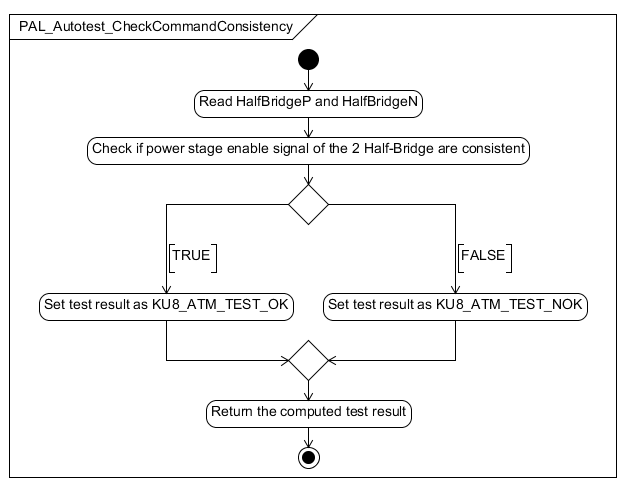 PAL_Autotest_CheckCommandConsistency
Read HalfBridgeP and HalfBridgeN
Check if power stage enable signal of the 2 Half-Bridge are consistent
[TRUE]
[FALSE]
Set test result as KU8_ATM_TEST_OK
Set test result as KU8_ATM_TEST_NOK
Return the computed test result